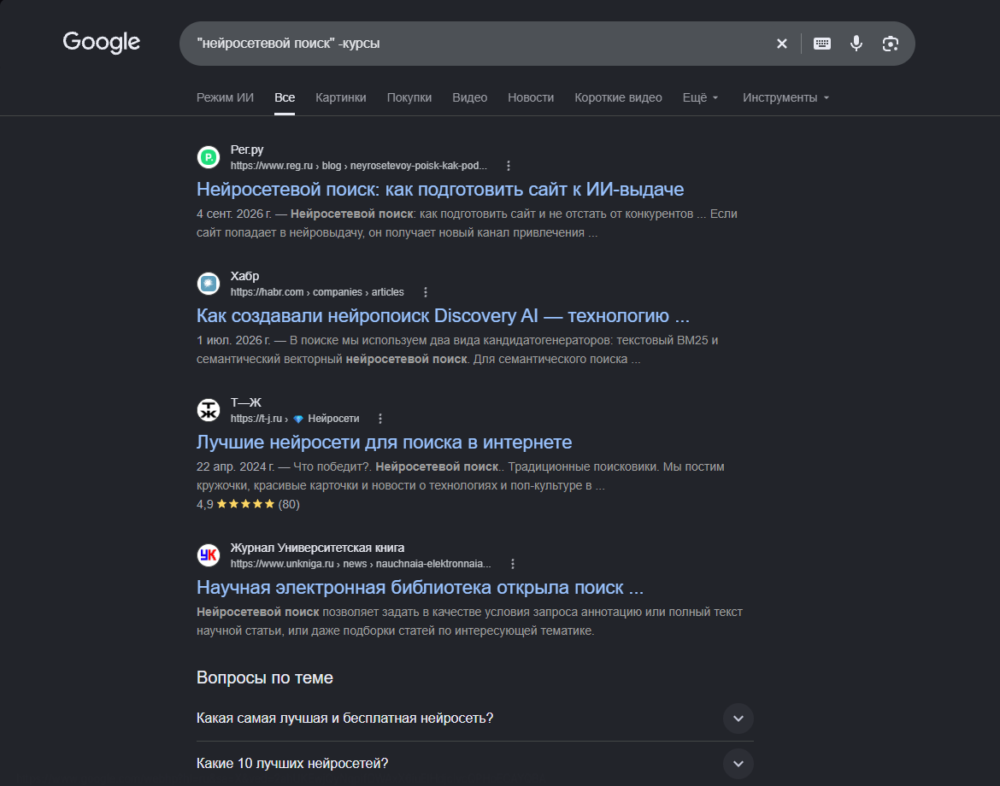 Google
"нейросетевой поиск" -курсы
Режим ИИ Все Картинки Покупки Видео Новости Короткие видео Ещё Инструменты
Рег.ру
https://www.reg.ru › blog › neyrosetevoy-poisk-kak-pod...
Нейросетевой поиск: как подготовить сайт к ИИ-выдаче
4 сент. 2026 г. — Нейросетевой поиск: как подготовить сайт и не отстать от конкурентов ... Если
сайт попадает в нейровыдачу, он получает новый канал привлечения ...
Хабр
https://habr.com › companies › articles
Как создавали нейропоиск Discovery AI — технологию ...
1 июл. 2026 г. — В поиске мы используем два вида кандидатогенераторов: текстовый BM25 и
семантический векторный нейросетевой поиск. Для семантического поиска ...
Т—Ж
https://t-j.ru › 💎 Нейросети
Лучшие нейросети для поиска в интернете
22 апр. 2024 г. — Что победит?. Нейросетевой поиск.. Традиционные поисковики. Мы постим
кружочки, красивые карточки и новости о технологиях и поп-культуре в ...
4,9 ★★★★★ (80)
Журнал Университетская книга
https://www.unkniga.ru › news › nauchnaia-elektronnaia...
Научная электронная библиотека открыла поиск ...
Нейросетевой поиск позволяет задать в качестве условия запроса аннотацию или полный текст
научной статьи, или даже подборки статей по интересующей тематике.
Вопросы по теме
Какая самая лучшая и бесплатная нейросеть?
Какие 10 лучших нейросетей?